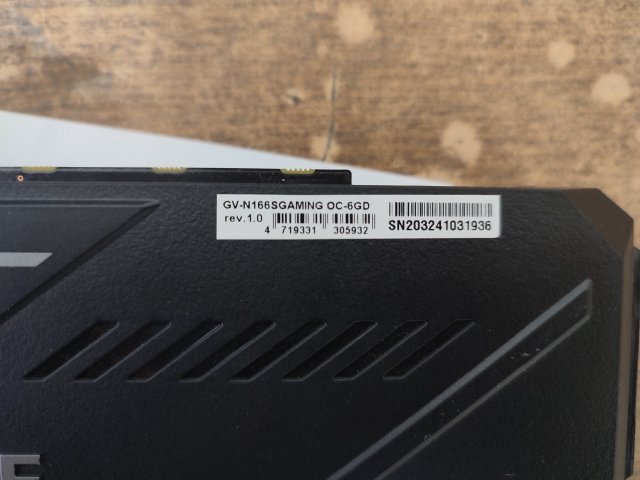 GV-N166SGAMING OC-6GD
rev.1.0
4 719331 305932
SN203241031936